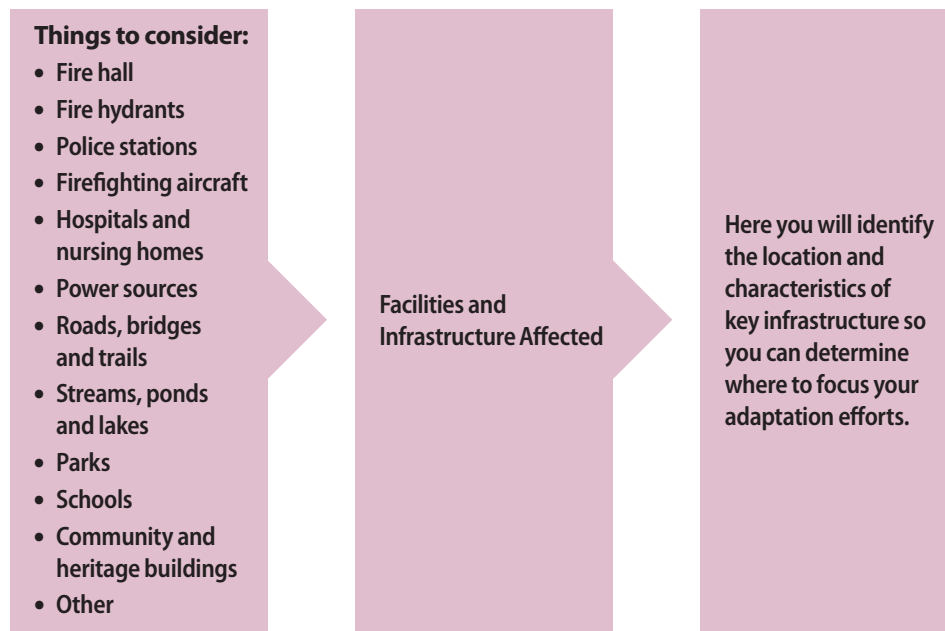 Things to consider:
• Fire hall
• Fire hydrants
• Police stations
• Firefighting aircraft
• Hospitals and
nursing homes
• Power sources
• Roads, bridges
and trails
• Streams, ponds
and lakes
• Parks
• Schools
• Community and
heritage buildings
• Other
Facilities and
Infrastructure Affected
Here you will identify
the location and
characteristics of
key infrastructure so
you can determine
where to focus your
adaptation efforts.